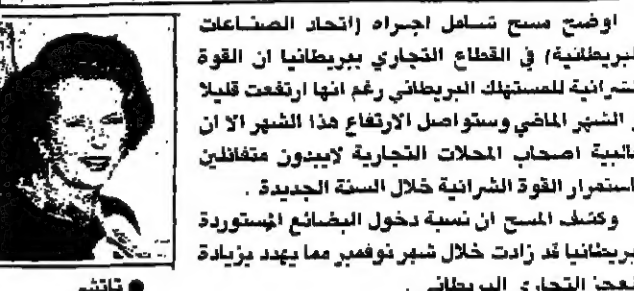 اوضح مسح شامل اجراه (اتحاد الصناعات
البريطانية) في القطاع التجاري ببريطانيا ان القوة
الشرائية للمستهلك البريطاني رغم انها ارتفعت قليلا
الشهر الماضي وستواصل الارتفاع هذا الشهر الا ان
اصحاب المحلات التجارية لايبدون متفائلين
باستمرار القوة الشرائية خلال السنة الجديدة .
وكشف المسح ان نسبة دخول البضائع المستوردة
لبريطانيا قد زادت خلال شهر نوفمبر مما يهدد بزيادة
العجز التجاري البريطاني .
● تاتشر